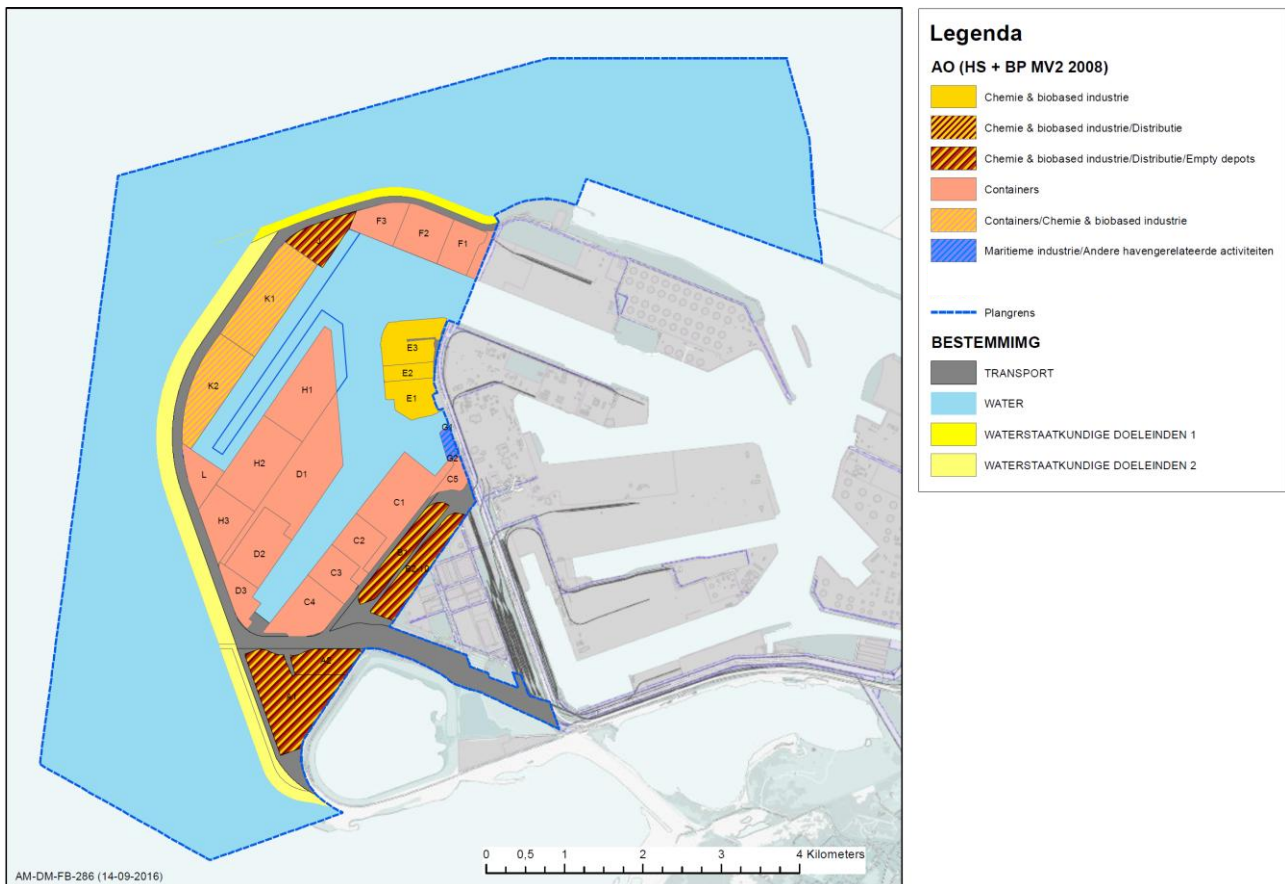 F3
F2
F1
K1
E3
E2
E1
K2
H1
G1
G2
L
H2
D1
C5
C1
H3
C2
D2
C3
D3
C4
0 0,5 1 2 3 4 Kilometers
AM-DM-FB-286 (14-09-2016)
Legenda
AO (HS + BP MV2 2008)
Chemie & biobased industrie
Chemie & biobased industrie/Distributie
Chemie & biobased industrie/Distributie/Empty depots
Containers
Containers/Chemie & biobased industrie
Maritieme industrie/Andere havengerelateerde activiteiten
Plangrens
BESTEMMIMG
TRANSPORT
WATER
WATERSTAATKUNDIGE DOELEINDEN 1
WATERSTAATKUNDIGE DOELEINDEN 2